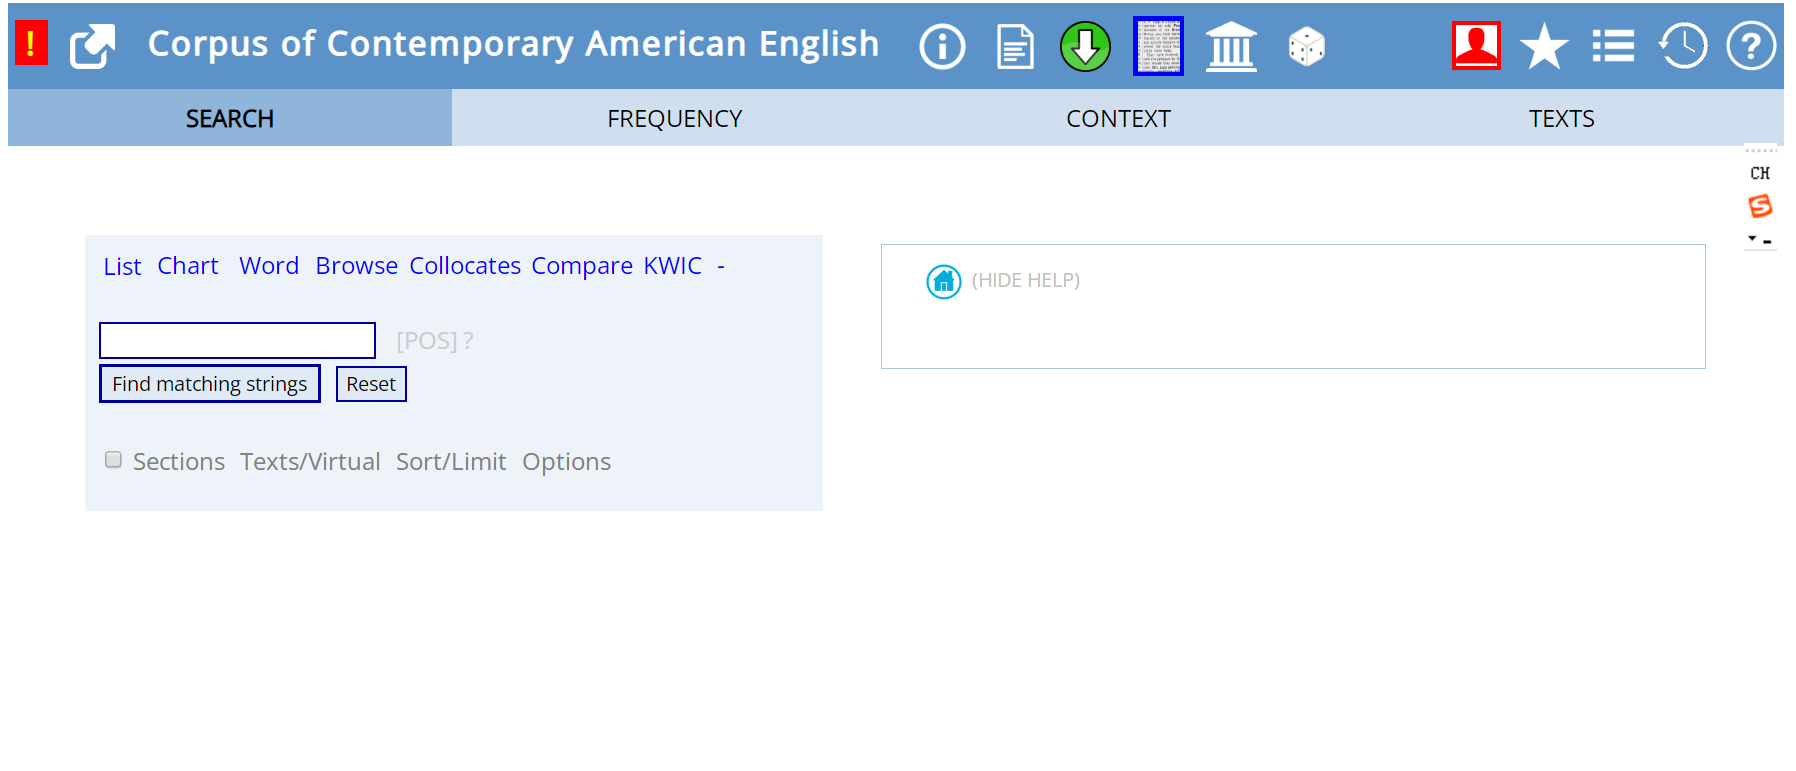 !
Corpus of Contemporary American English
?
SEARCH FREQUENCY CONTEXT TEXTS
CH
List Chart Word Browse Collocates Compare KWIC -
(HIDE HELP)
[POS] ?
Find matching strings Reset
Sections Texts/Virtual Sort/Limit Options